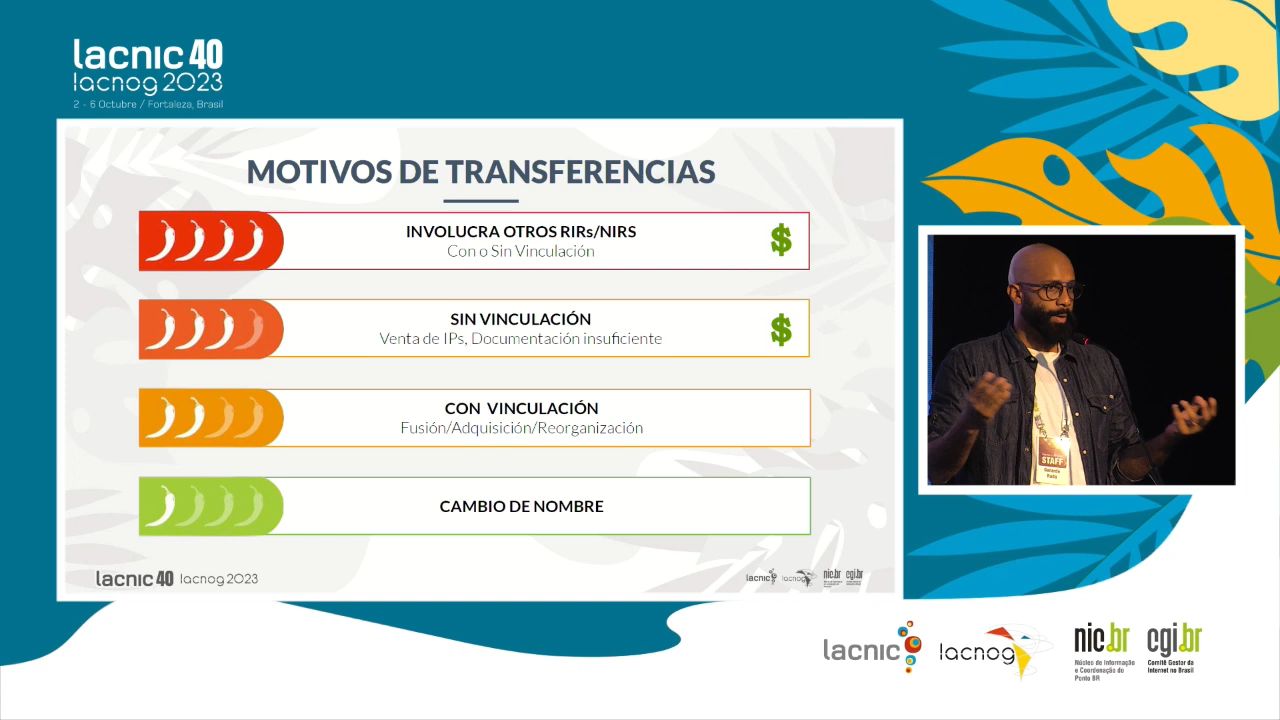 lacnic 40
lacnog 2023
2 - 6 Octubre / Fortaleza, Brasil
MOTIVOS DE TRANSFERENCIAS
INVOLUCRA OTROS RIRs/NIRS
Con o Sin Vinculación
$
SIN VINCULACIÓN
Venta de IPs, Documentación insuficiente
$
CON VINCULACIÓN
Fusión/Adquisición/Reorganización
CAMBIO DE NOMBRE
lacnic 40 lacnog 2023
lacnic lacnog nic.br cgi.br
STAFF
lacnic lacnog nic.br cgi.br
Núcleo de Informação
e Coordenação do
Ponto BR
Comitê Gestor da
Internet no Brasil